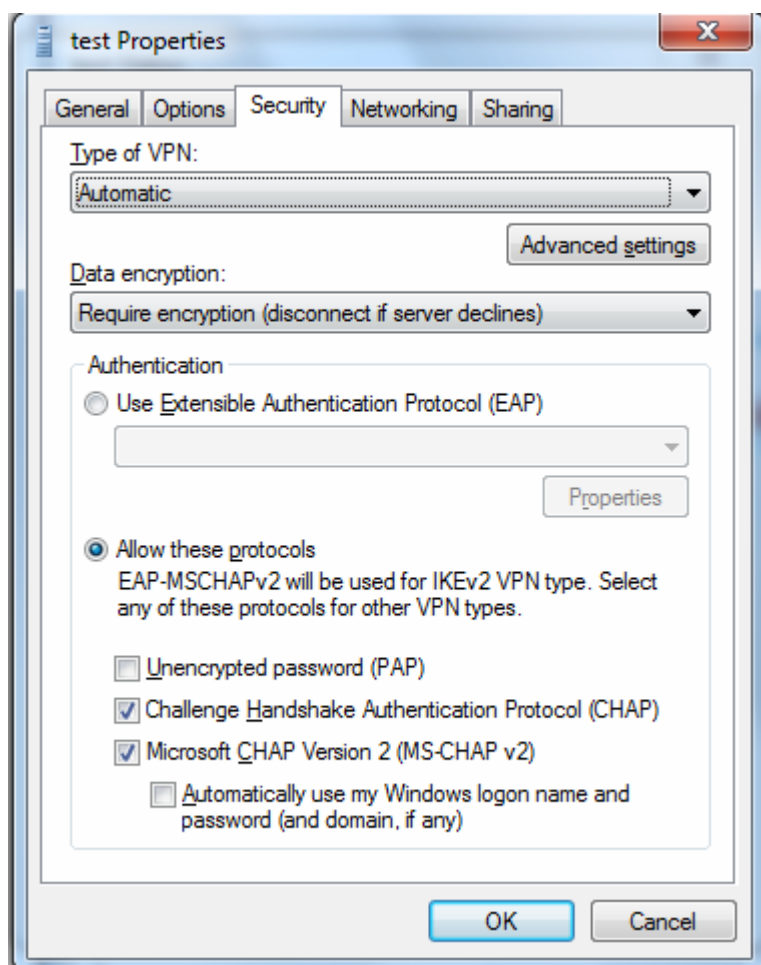 test Properties
General Options Security Networking Sharing
Type of VPN:
Automatic
Advanced settings
Data encryption:
Require encryption (disconnect if server declines)
Authentication
Use Extensible Authentication Protocol (EAP)
Properties
Allow these protocols
EAP-MSCHAPv2 will be used for IKEv2 VPN type. Select
any of these protocols for other VPN types.
Unencrypted password (PAP)
Challenge Handshake Authentication Protocol (CHAP)
Microsoft CHAP Version 2 (MS-CHAP v2)
Automatically use my Windows logon name and
password (and domain, if any)
OK Cancel